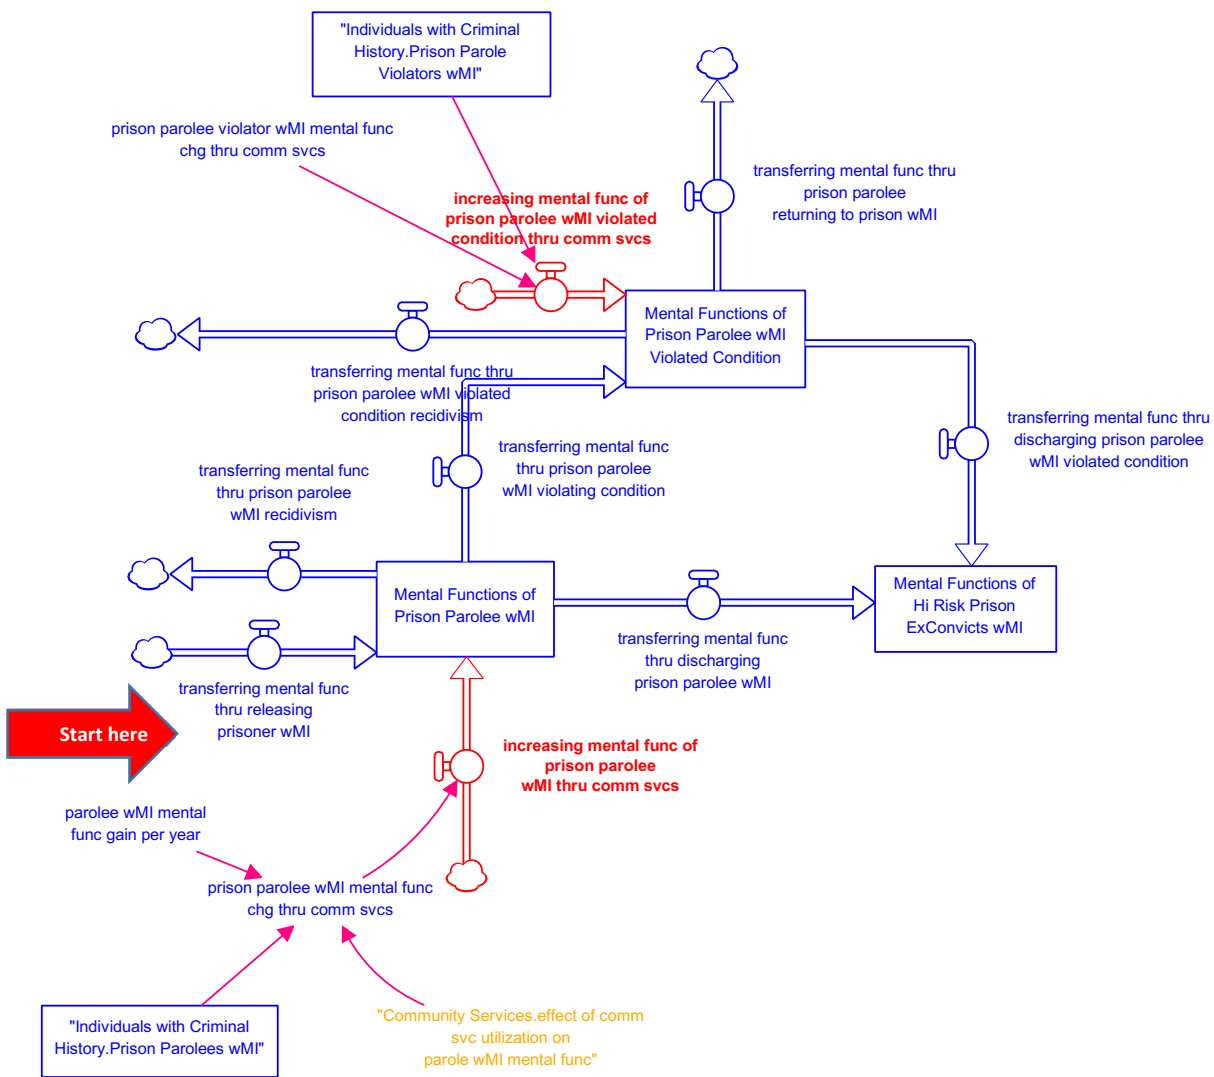 "Individuals with Criminal
History.Prison Parole
Violators wMI"
prison parolee violator wMI mental func
chg thru comm svcs
increasing mental func of
prison parolee wMI violated
condition thru comm svcs
transferring mental func thru
prison parolee
returning to prison wMI
Mental Functions of
Prison Parolee wMI
Violated Condition
transferring mental func thru
prison parolee wMI violated
condition recidivism
transferring mental func thru
discharging prison parolee
wMI violated condition
transferring mental func
thru prison parolee
wMI violating condition
transferring mental func
thru prison parolee
wMI recidivism
Mental Functions of
Prison Parolee wMI
Mental Functions of
Hi Risk Prison
ExConvicts wMI
transferring mental func
thru discharging
prison parolee wMI
transferring mental func
thru releasing
prisoner wMI
Start here
increasing mental func of
prison parolee
wMI thru comm svcs
parolee wMI mental
func gain per year
prison parolee wMI mental func
chg thru comm svcs
"Individuals with Criminal
History.Prison Parolees wMI"
"Community Services.effect of comm
svc utilization on
parole wMI mental func"